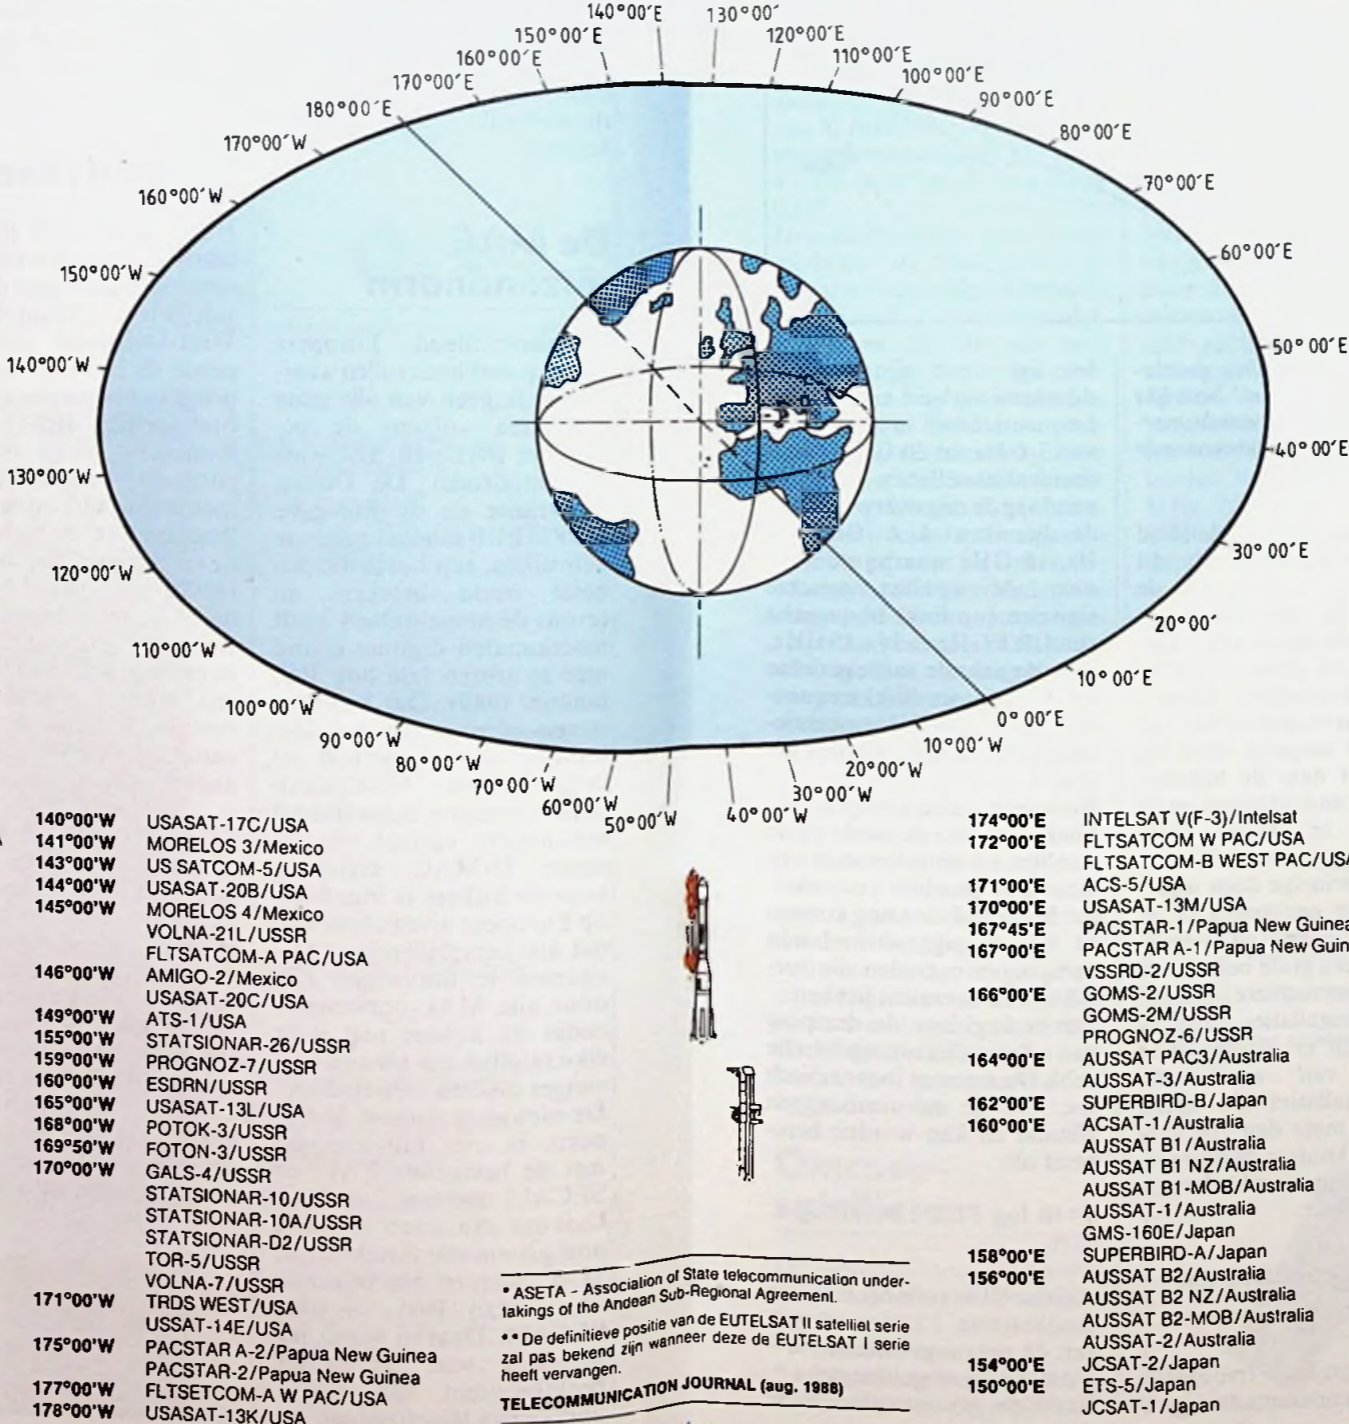 140°00′E
130°00′
150°00′E
120°00′E
160°00′E
110°00′E
170°00′E
100°00′E
180°00′E
90°00′E
170°00′W
80°00′E
160°00′W
70°00′E
150°00′W
60°00′E
140°00′W
50°00′E
130°00′W
40°00′E
120°00′W
30°00′E
110°00′W
20°00′
100°00′W
10°00′E
90°00′W
0°00′E
80°00′W
10°00′W
70°00′W
20°00′W
60°00′W
30°00′W
50°00′W
40°00′W
140°00'W USASAT-17C/USA
141°00'W MORELOS 3/Mexico
143°00'W US SATCOM-5/USA
144°00'W USASAT-20B/USA
145°00'W MORELOS 4/Mexico
VOLNA-21L/USSR
FLTSATCOM-A PAC/USA
146°00'W AMIGO-2/Mexico
USASAT-20C/USA
149°00'W ATS-1/USA
155°00'W STATSIONAR-26/USSR
159°00'W PROGNOZ-7/USSR
160°00'W ESDRN/USSR
165°00'W USASAT-13L/USA
168°00'W POTOK-3/USSR
169°50'W FOTON-3/USSR
170°00'W GALS-4/USSR
STATSIONAR-10/USSR
STATSIONAR-10A/USSR
STATSIONAR-D2/USSR
TOR-5/USSR
VOLNA-7/USSR
171°00'W TRDS WEST/USA
USSAT-14E/USA
175°00'W PACSTAR A-2/Papua New Guinea
PACSTAR-2/Papua New Guinea
177°00'W FLTSETCOM-A W PAC/USA
178°00'W USASAT-13K/USA
* ASETA - Association of State telecommunication under-
takings of the Andean Sub-Regional Agreement.
** De definitieve positie van de EUTELSAT II satelliet serie
zal pas bekend zijn wanneer deze de EUTELSAT I serie
heeft vervangen.
TELECOMMUNICATION JOURNAL (aug. 1988)
174°00'E INTELSAT V(F-3)/Intelsat
172°00'E FLTSATCOM W PAC/USA
FLTSATCOM-B WEST PAC/USA
171°00'E ACS-5/USA
170°00'E USASAT-13M/USA
167°45'E PACSTAR-1/Papua New Guinea
167°00'E PACSTAR A-1/Papua New Guin
VSSRD-2/USSR
166°00'E GOMS-2/USSR
GOMS-2M/USSR
PROGNOZ-6/USSR
164°00'E AUSSAT PAC3/Australia
AUSSAT-3/Australia
162°00'E SUPERBIRD-B/Japan
160°00'E ACSAT-1/Australia
AUSSAT B1/Australia
AUSSAT B1 NZ/Australia
AUSSAT B1-MOB/Australia
AUSSAT-1/Australia
GMS-160E/Japan
158°00'E SUPERBIRD-A/Japan
156°00'E AUSSAT B2/Australia
AUSSAT B2 NZ/Australia
AUSSAT B2-MOB/Australia
AUSSAT-2/Australia
154°00'E JCSAT-2/Japan
150°00'E ETS-5/Japan
JCSAT-1/Japan